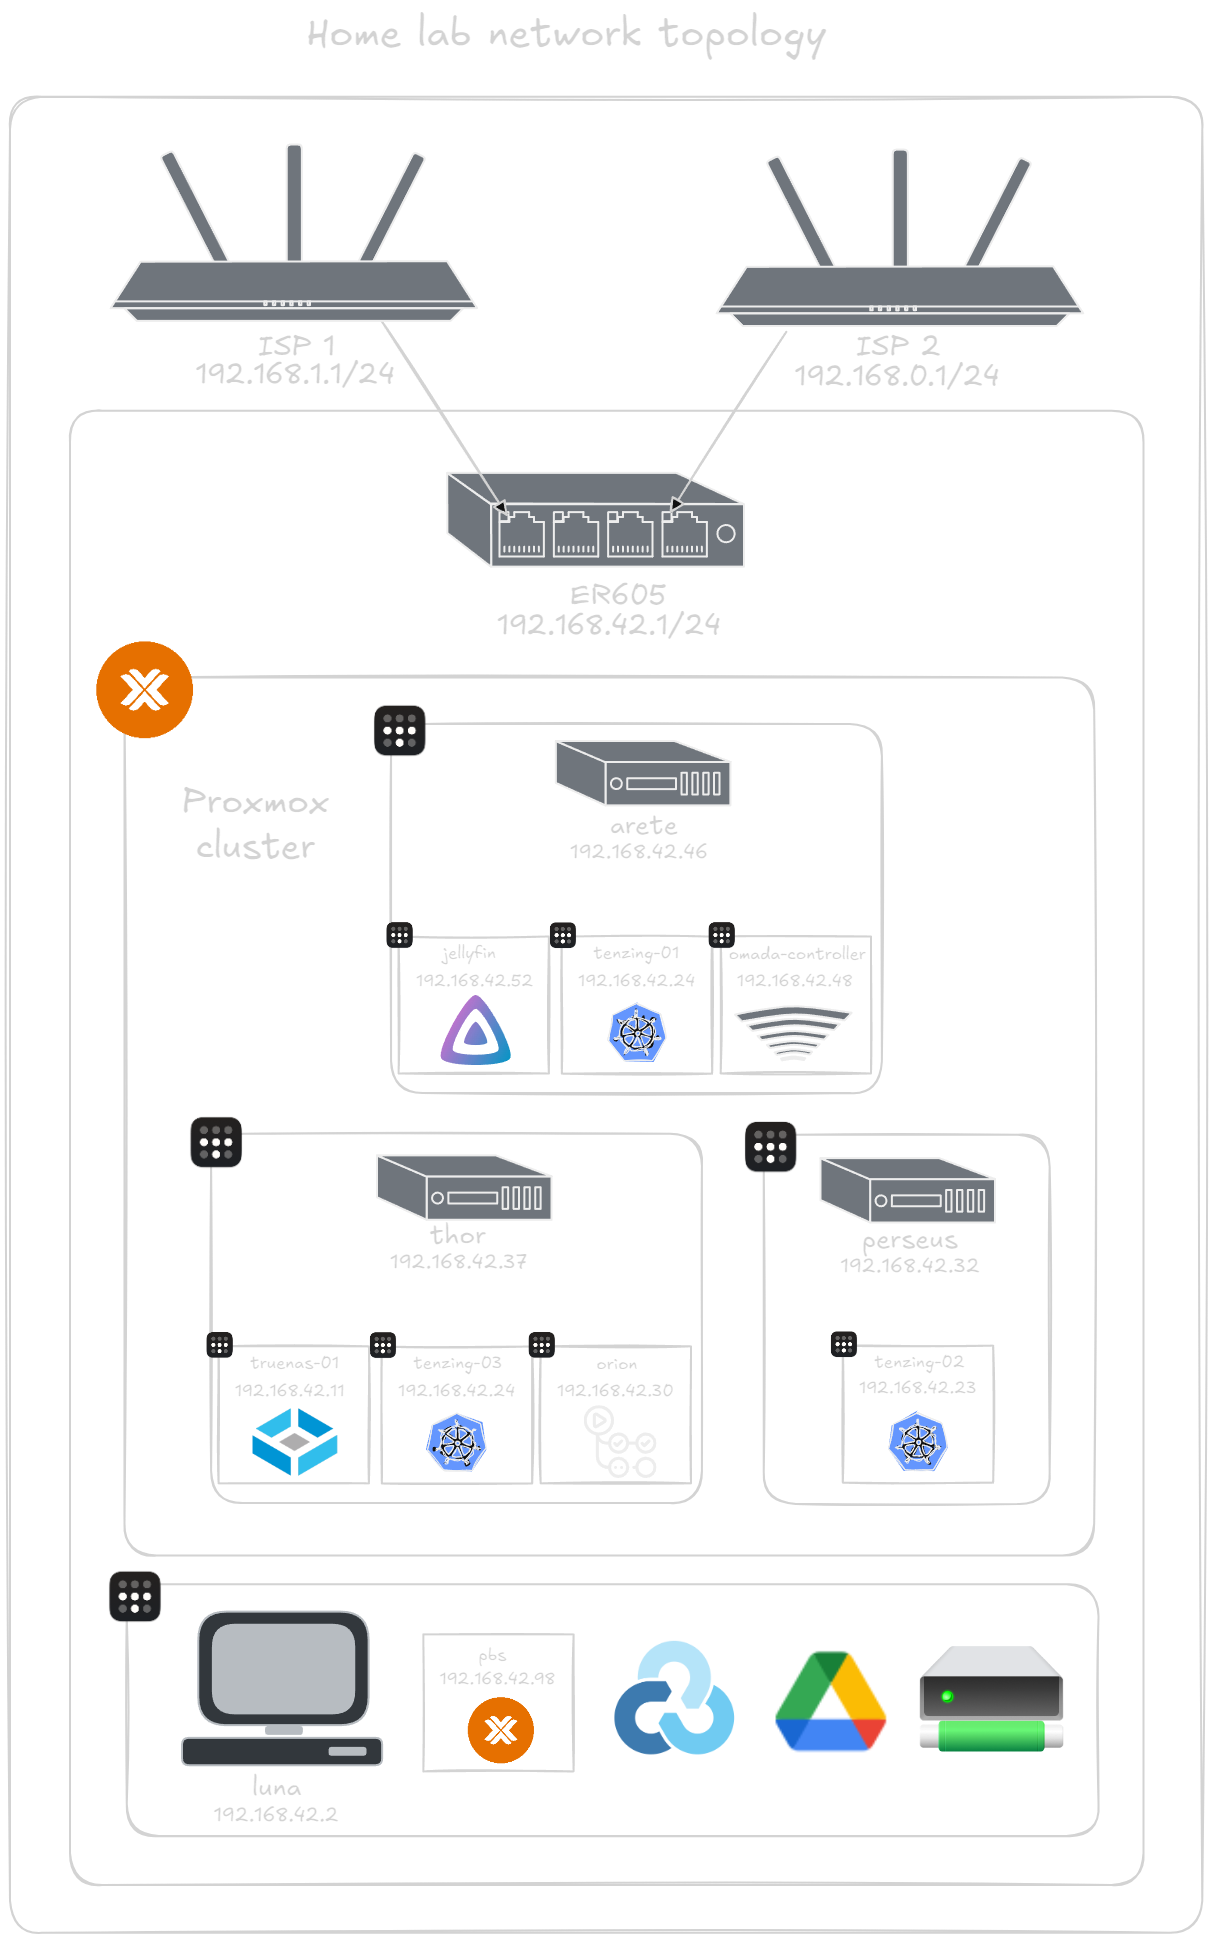 Home lab network topology
ISP 1
192.168.1.1/24
ISP 2
192.168.0.1/24
ER605
192.168.42.1/24
Proxmox
cluster
arete
192.168.42.46
jellyfin
192.168.42.52
tenzing-01
192.168.42.24
omada-controller
192.168.42.48
thor
192.168.42.37
perseus
192.168.42.32
truenas-01
192.168.42.11
tenzing-03
192.168.42.24
orion
192.168.42.30
tenzing-02
192.168.42.23
pbs
192.168.42.98
luna
192.168.42.2